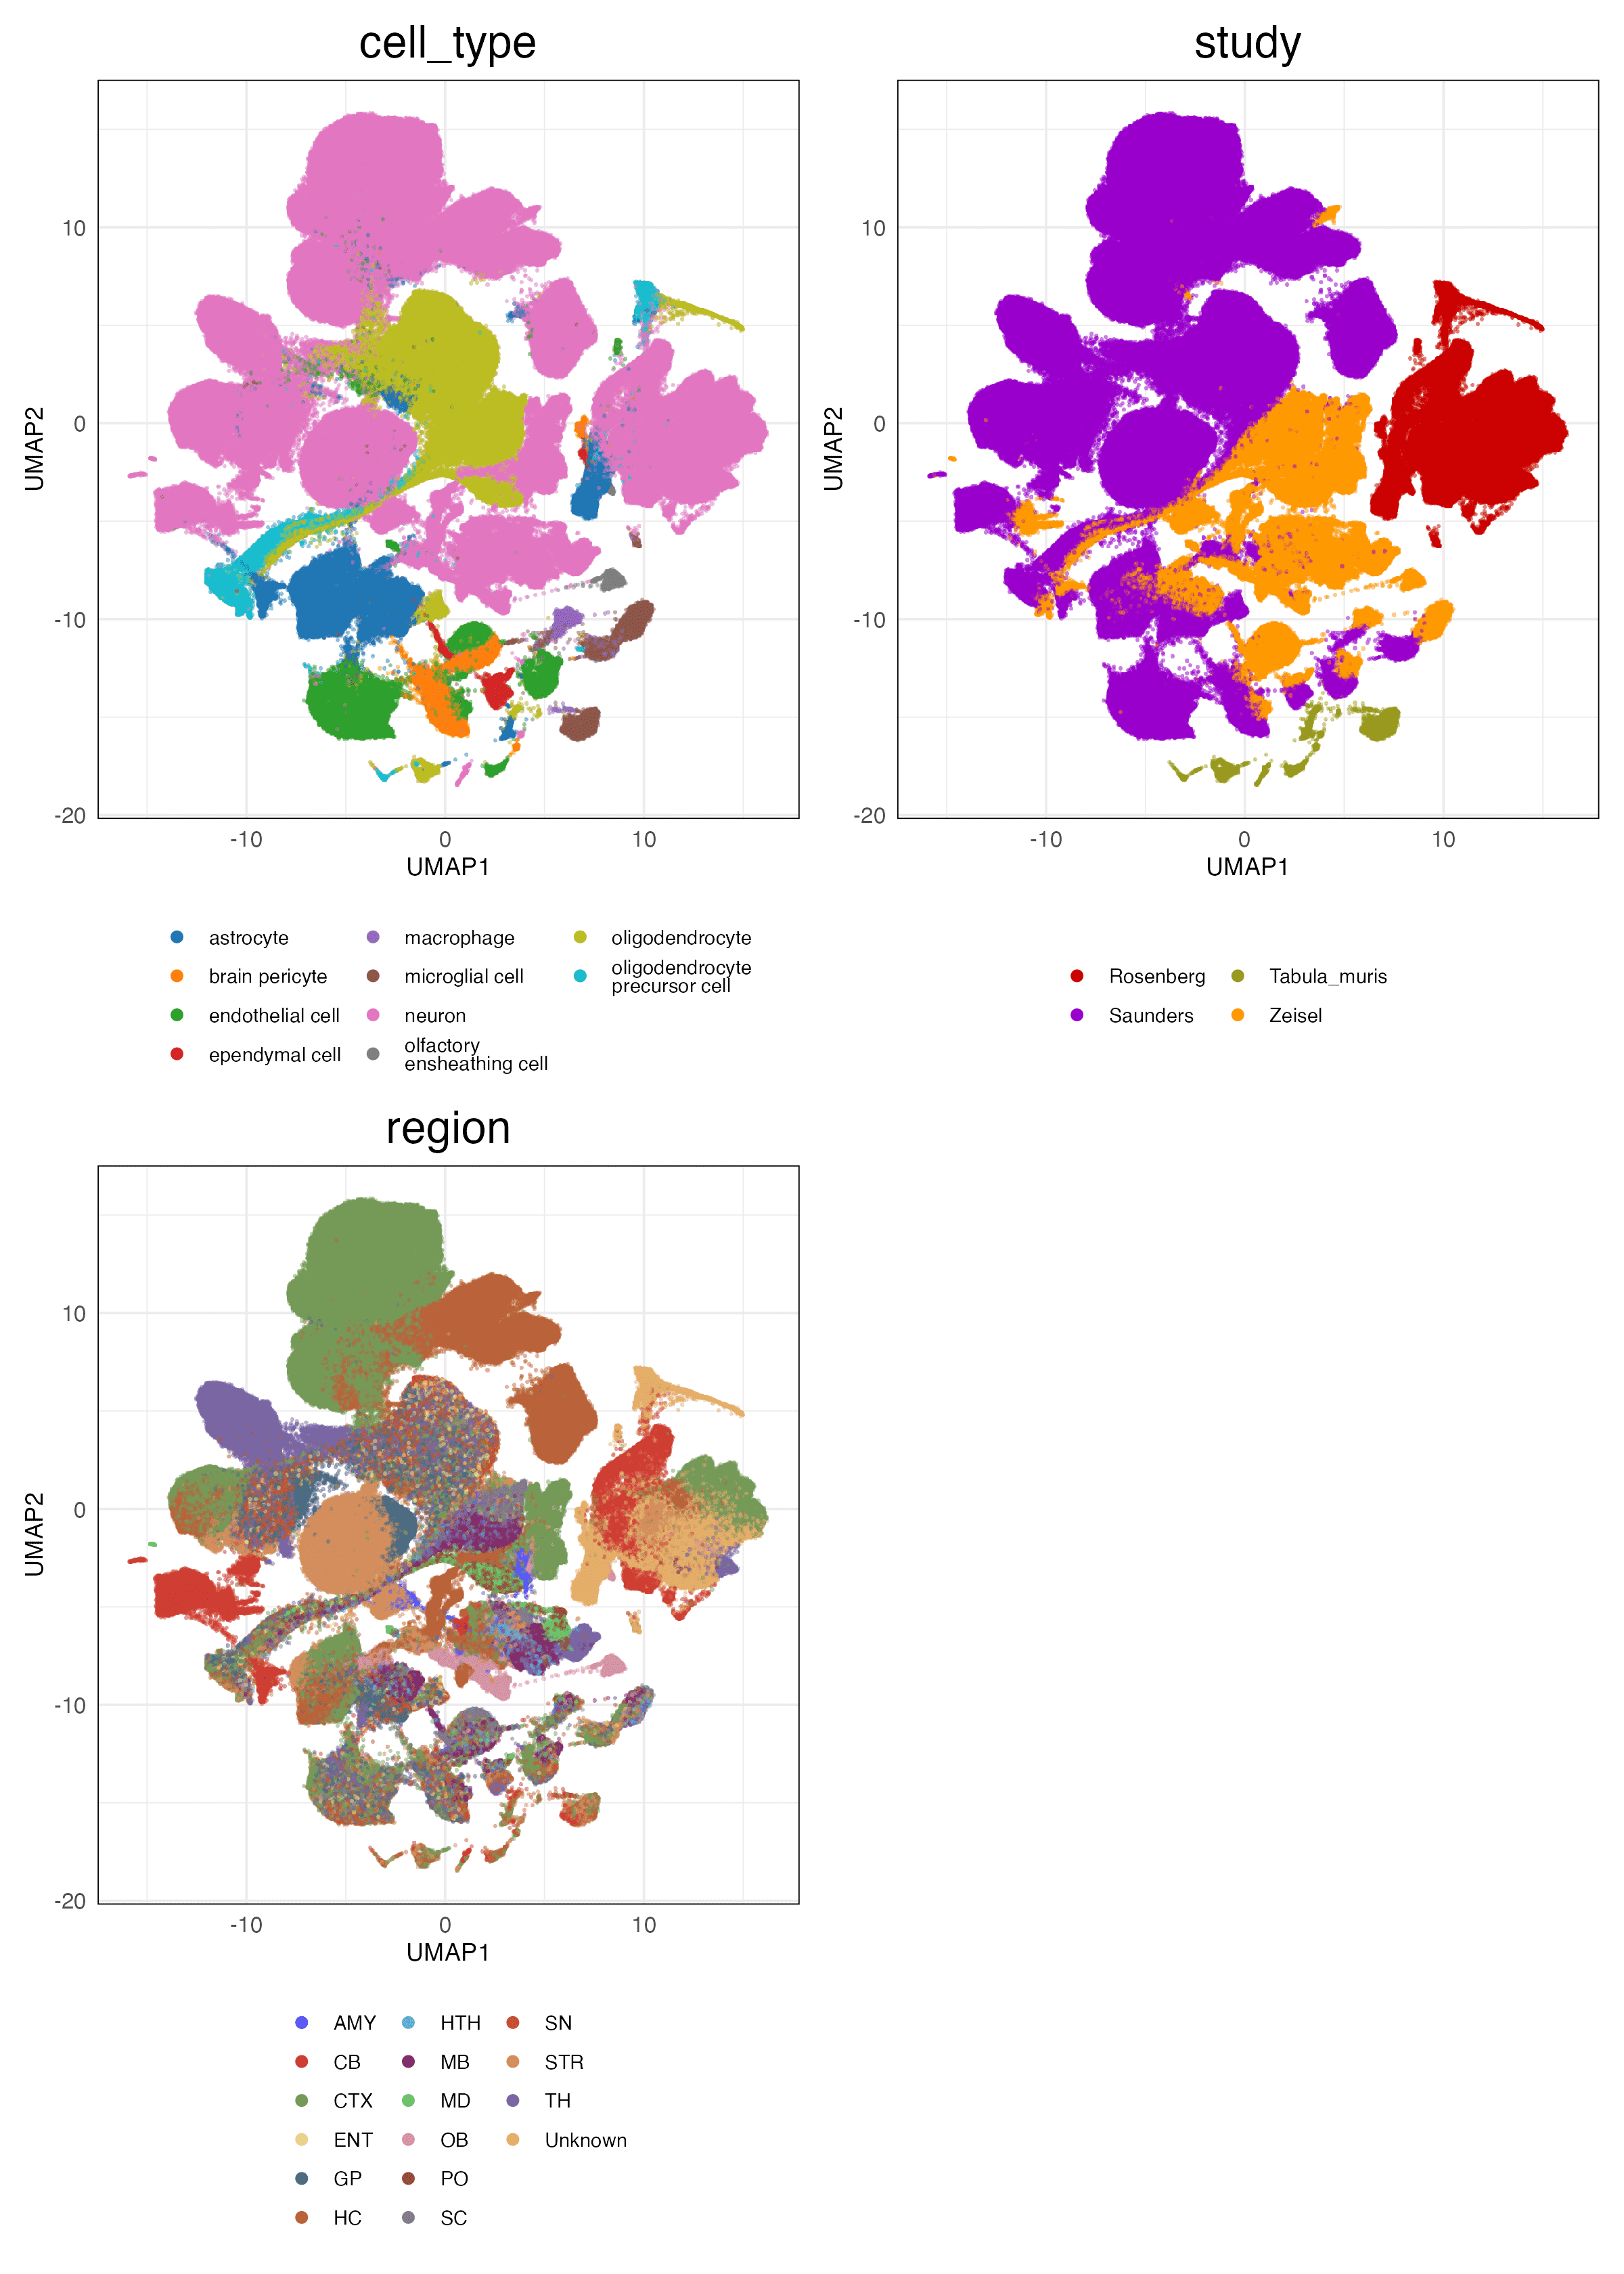 cell_type
study
10
0
-10
-20
UMAP2
-10
0
10
UMAP1
10
0
-10
-20
UMAP2
-10
0
10
UMAP1
astrocyte
brain pericyte
endothelial cell
ependymal cell
macrophage
microglial cell
neuron
olfactory
ensheathing cell
oligodendrocyte
oligodendrocyte
precursor cell
Rosenberg
Saunders
Tabula_muris
Zeisel
region
10
0
-10
-20
UMAP2
-10
0
10
UMAP1
AMY
CB
CTX
ENT
GP
HC
HTH
MB
MD
OB
PO
SC
SN
STR
TH
Unknown